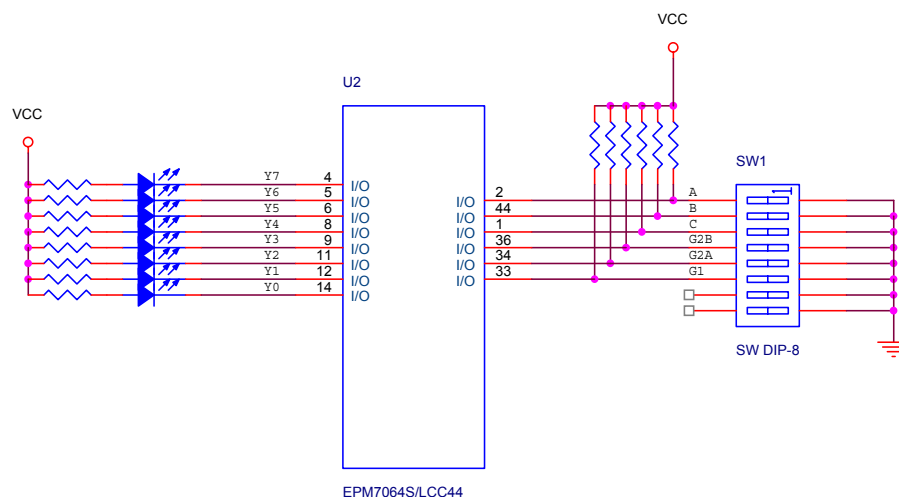 VCC
U2
VCC
SW1
1
Y7 4 I/O
Y6 5 I/O
I/O 2 A
Y5 6 I/O
I/O 44 B
Y4 8 I/O
I/O 1 C
Y3 9 I/O
I/O 36 G2B
Y2 11 I/O
I/O 34 G2A
Y1 12 I/O
I/O 33 G1
Y0 14 I/O
SW DIP-8
EPM7064S/LCC44